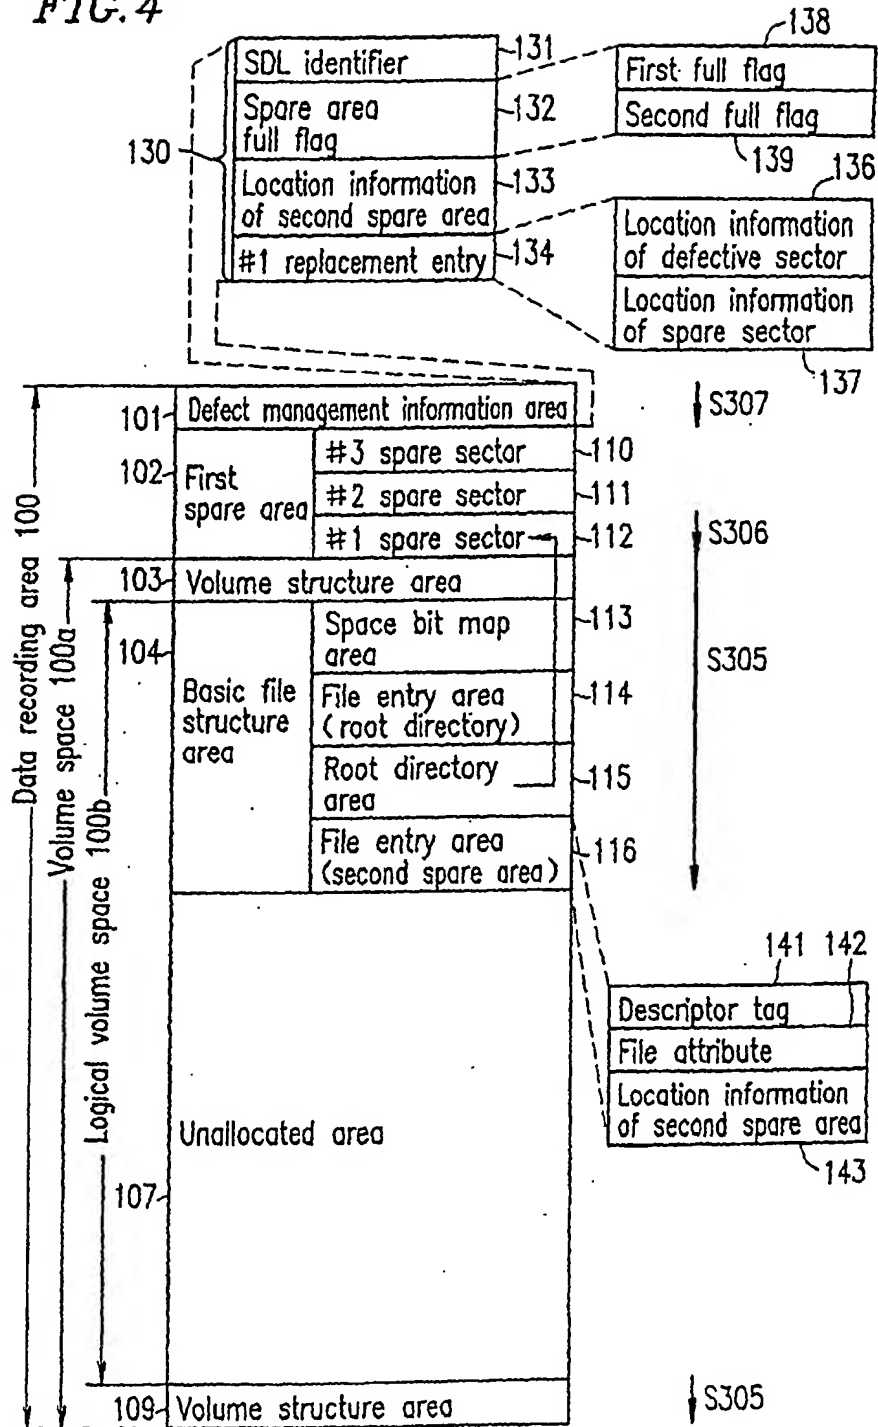 FIG. 4
138
SDL identifier
131
First full flag
Spare area
full flag
132
Second full flag
130
139
136
Location information
of second spare area
133
Location information
of defective sector
#1 replacement entry
134
Location information
of spare sector
137
101
Defect management information area
S307
102
First
spare area
#3 spare sector
110
#2 spare sector
111
#1 spare sector
112
S306
103
Volume structure area
Data recording area 100
Volume space 100a
Logical volume space 100b
104
Basic file
structure
area
Space bit map
area
113
S305
File entry area
(root directory)
114
Root directory
area
115
File entry area
(second spare area)
116
141
142
Descriptor tag
File attribute
Location information
of second spare area
143
Unallocated area
107
109
Volume structure area
S305